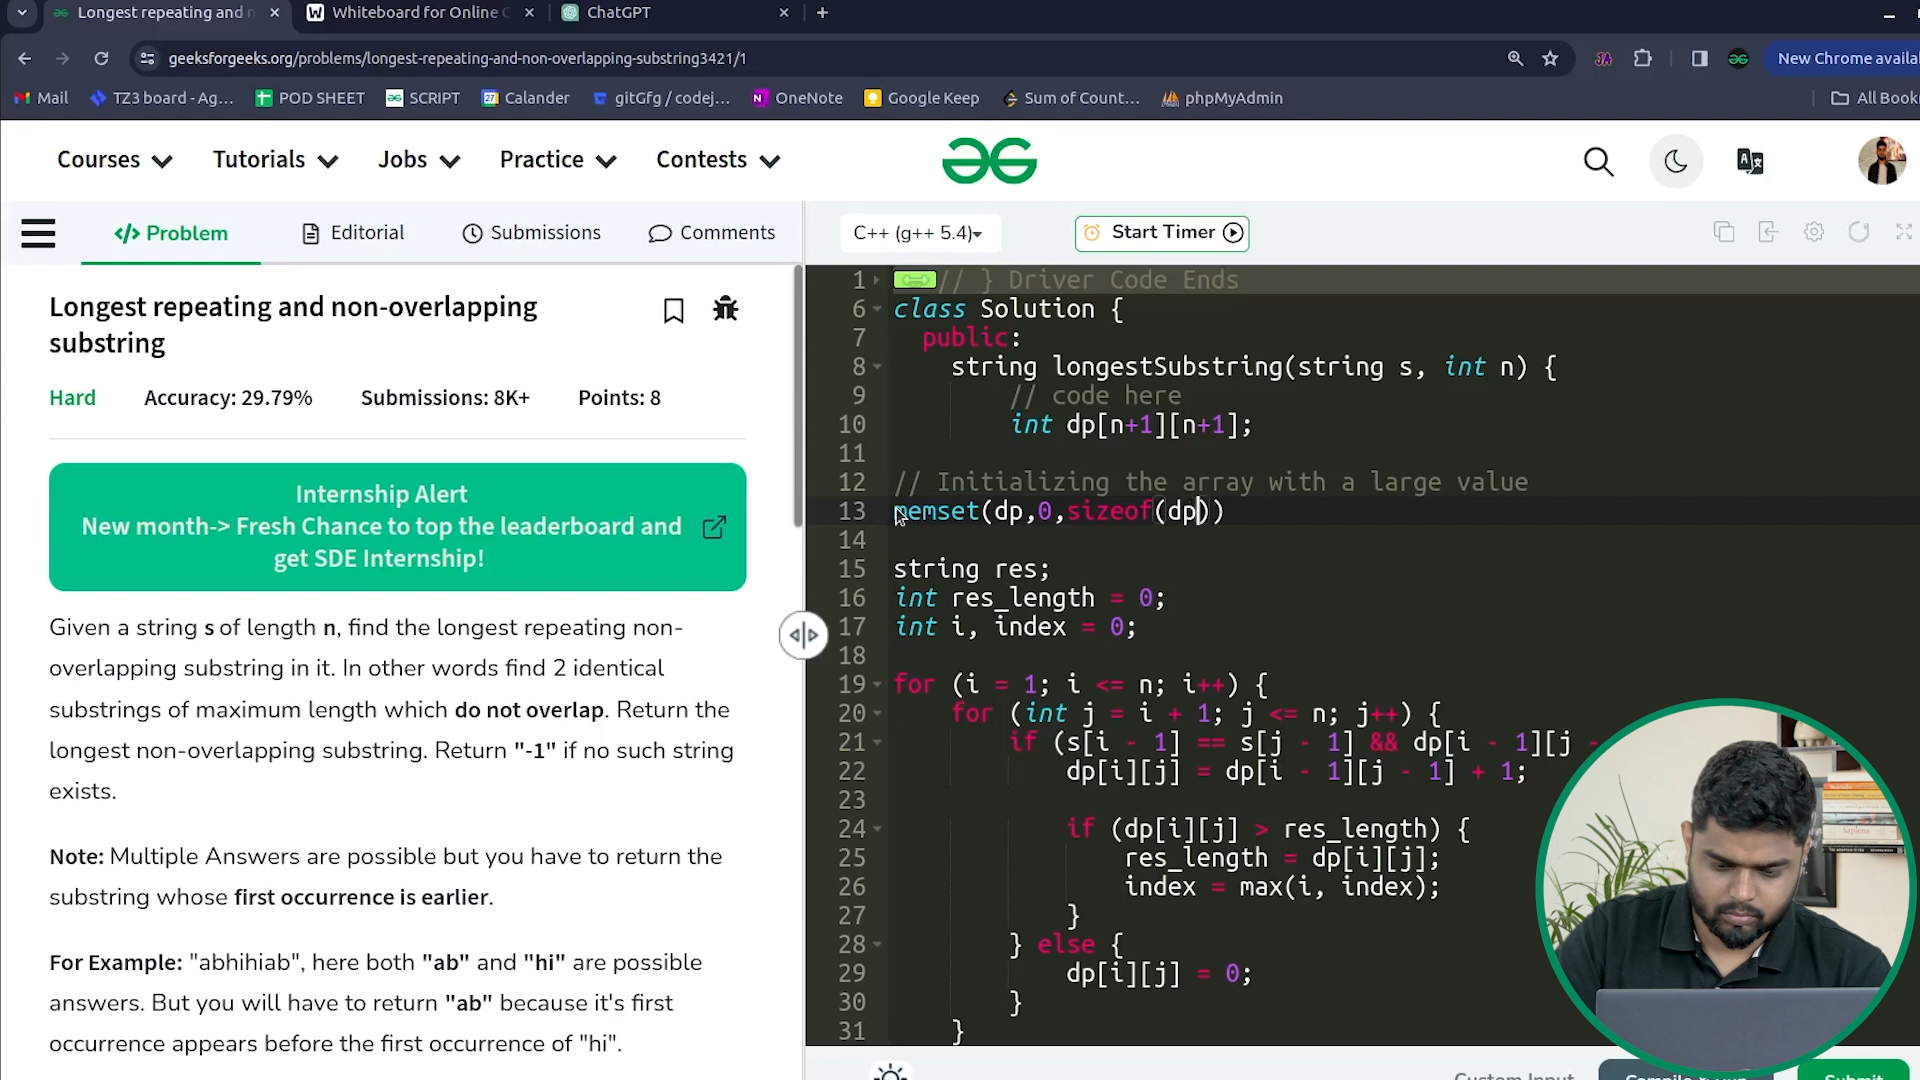 Longest repeating and n
Whiteboard for Online C
ChatGPT
geeksforgeeks.org/problems/longest-repeating-and-non-overlapping-substring3421/1
New Chrome availa
Mail
TZ3 board - Ag...
POD SHEET
SCRIPT
Calander
gitGfg / codej...
OneNote
Google Keep
Sum of Count...
phpMyAdmin
All Book
Courses
Tutorials
Jobs
Practice
Contests
</> Problem
Editorial
Submissions
Comments
C++ (g++ 5.4)
Start Timer
Longest repeating and non-overlapping
substring
Hard
Accuracy: 29.79%
Submissions: 8K+
Points: 8
Internship Alert
New month-> Fresh Chance to top the leaderboard and
get SDE Internship!
Given a string s of length n, find the longest repeating non-
overlapping substring in it. In other words find 2 identical
substrings of maximum length which do not overlap. Return the
longest non-overlapping substring. Return "-1" if no such string
exists.
Note: Multiple Answers are possible but you have to return the
substring whose first occurrence is earlier.
For Example: "abhihiab", here both "ab" and "hi" are possible
answers. But you will have to return "ab" because it's first
occurrence appears before the first occurrence of "hi".
1 // } Driver Code Ends
6 class Solution {
7 public:
8 string longestSubstring(string s, int n) {
9 // code here
10 int dp[n+1][n+1];
11
12 // Initializing the array with a large value
13 memset(dp,0,sizeof(dp))
14
15 string res;
16 int res_length = 0;
17 int i, index = 0;
18
19 for (i = 1; i <= n; i++) {
20 for (int j = i + 1; j <= n; j++) {
21 if (s[i - 1] == s[j - 1] && dp[i - 1][j -
22 dp[i][j] = dp[i - 1][j - 1] + 1;
23
24 if (dp[i][j] > res_length) {
25 res_length = dp[i][j];
26 index = max(i, index);
27 }
28 } else {
29 dp[i][j] = 0;
30 }
31 }
Custom Input
Submit